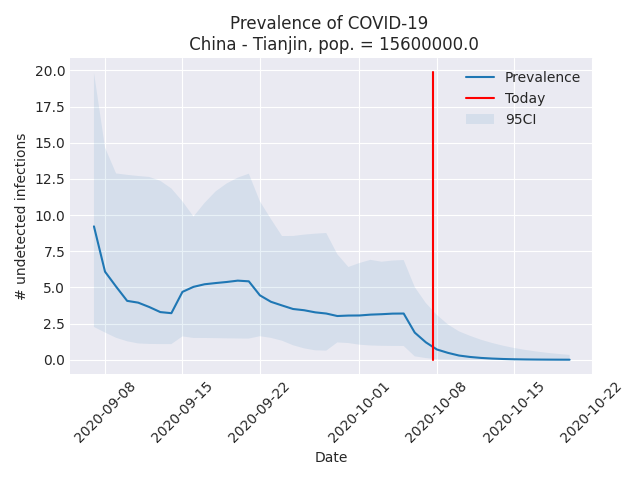 Prevalence of COVID-19
China - Tianjin, pop. = 15600000.0
20.0
17.5
15.0
12.5
10.0
7.5
5.0
2.5
0.0
# undetected infections
Prevalence
Today
95CI
2020-09-08
2020-09-15
2020-09-22
2020-10-01
2020-10-08
2020-10-15
2020-10-22
Date